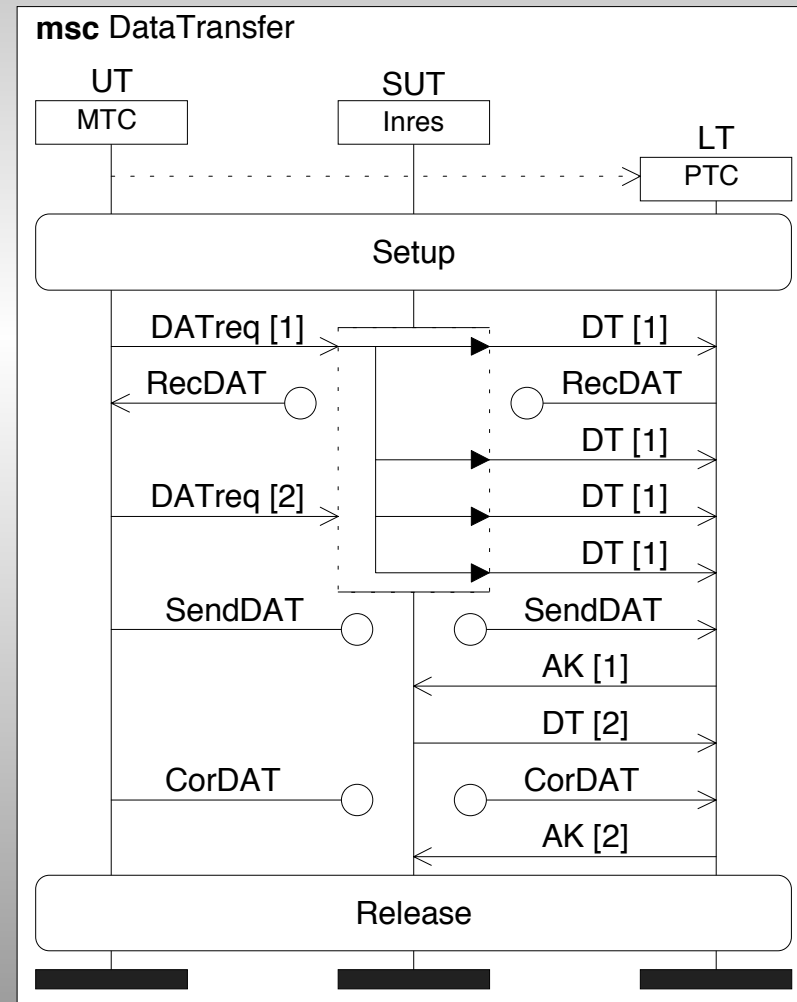 msc DataTransfer
UT
SUT
MTC
Inres
LT
PTC
Setup
DATreq [1]
DT [1]
RecDAT
RecDAT
DT [1]
DATreq [2]
DT [1]
DT [1]
SendDAT
SendDAT
AK [1]
DT [2]
CorDAT
CorDAT
AK [2]
Release